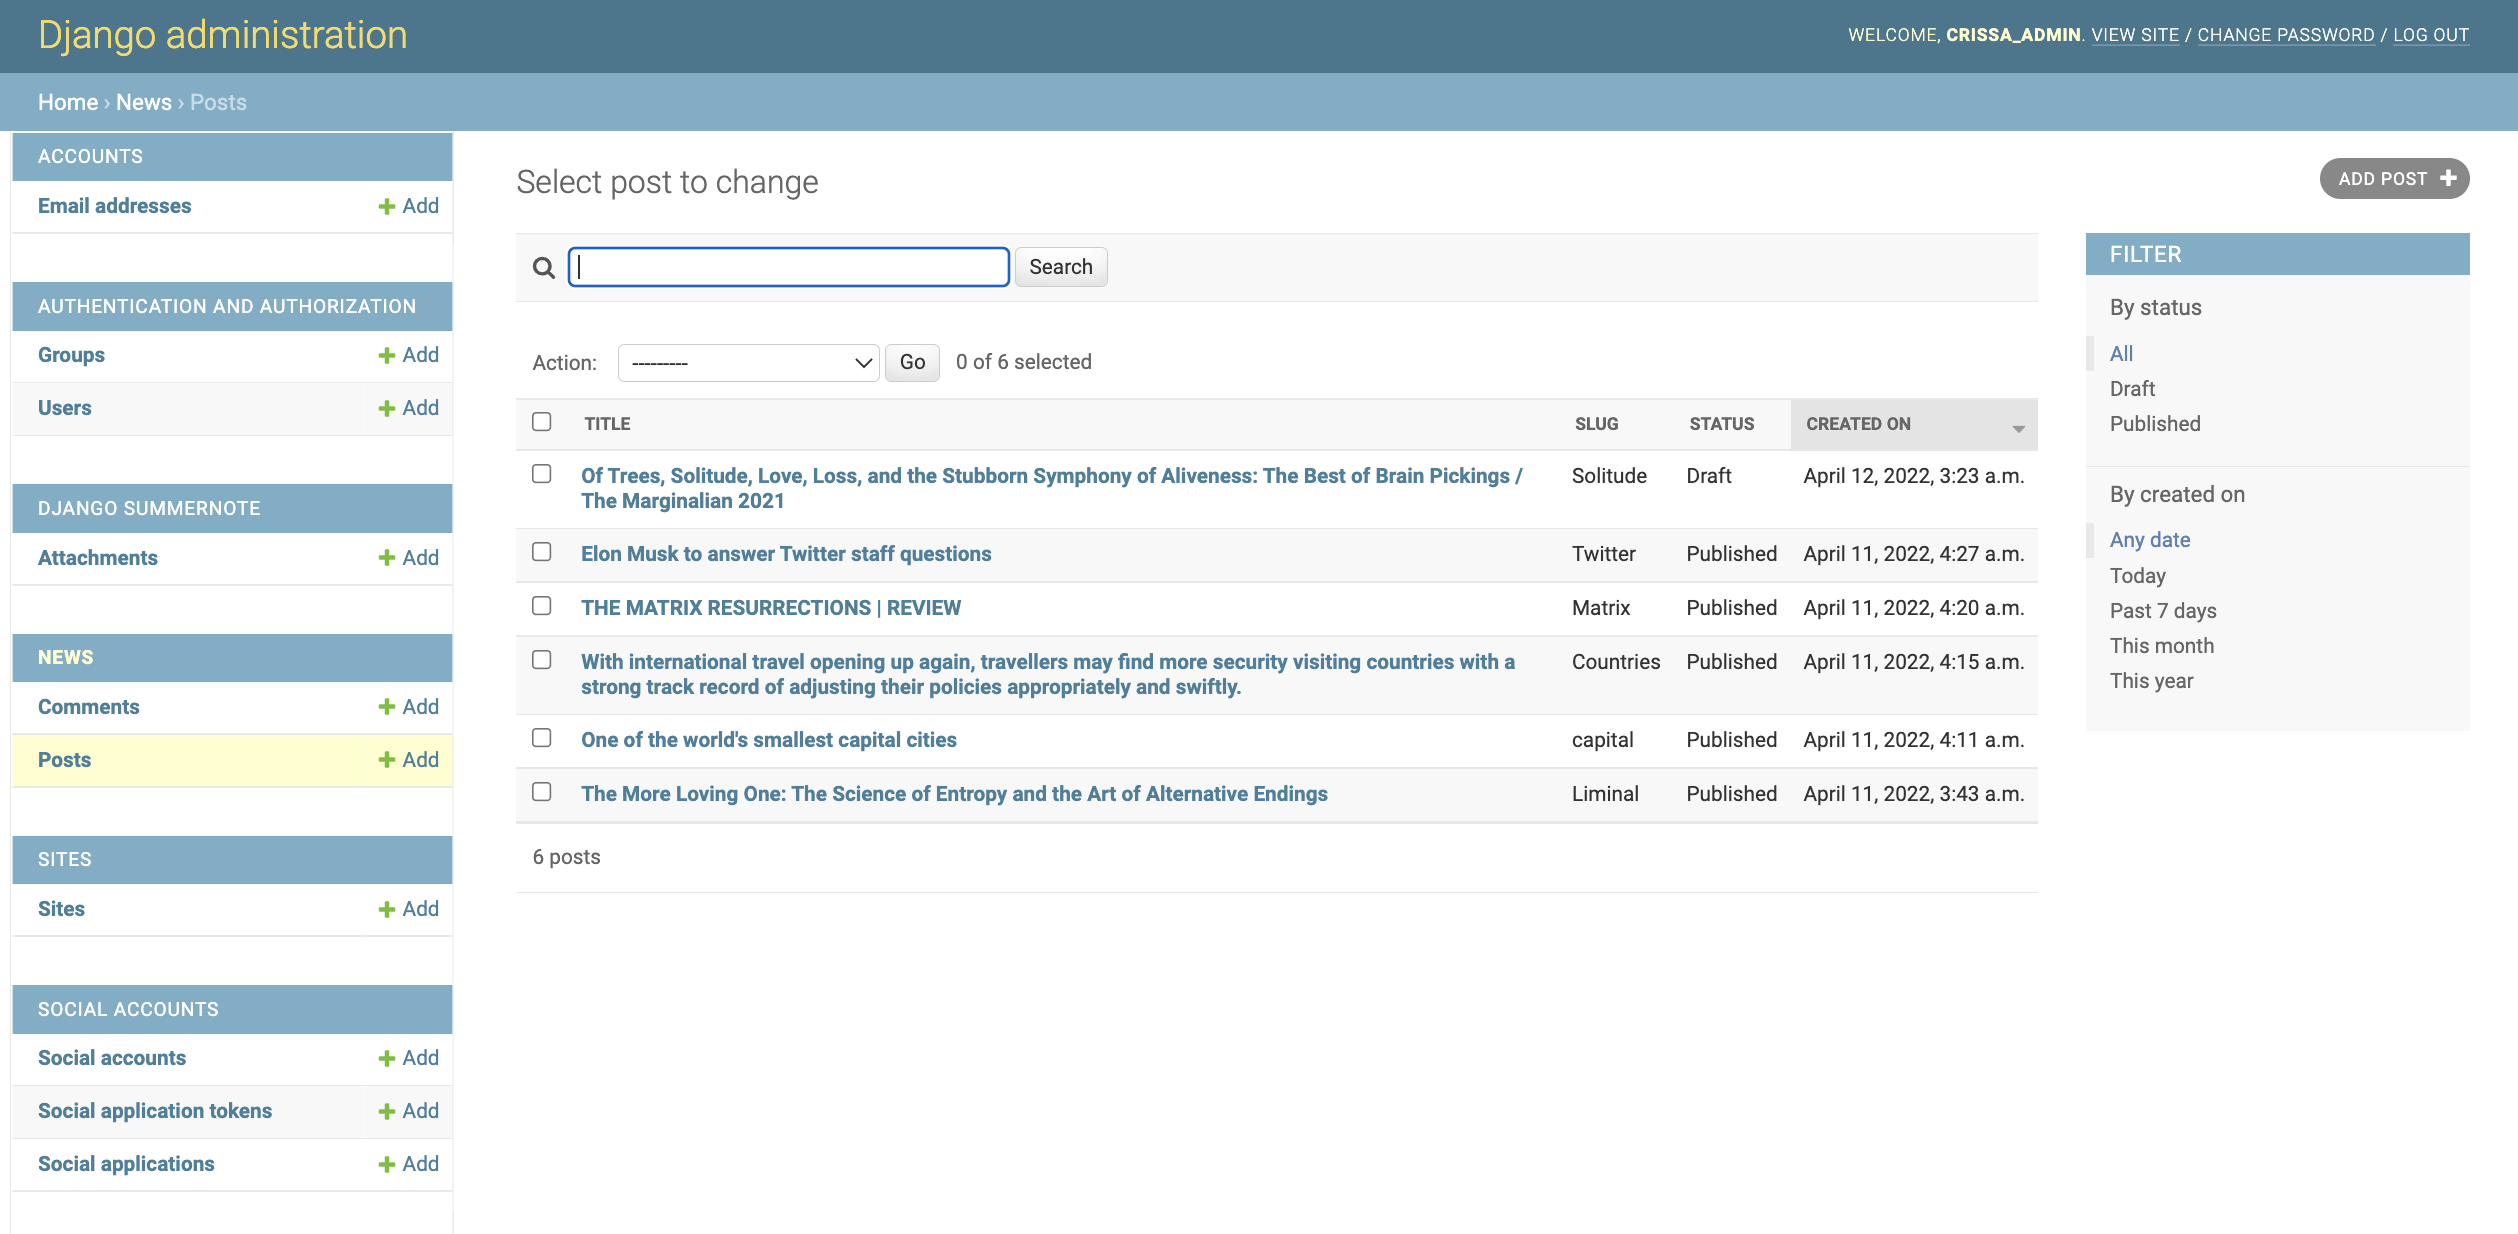 Django administration
WELCOME, CRISSA_ADMIN. VIEW SITE / CHANGE PASSWORD / LOG OUT
Home › News › Posts
ACCOUNTS
Email addresses + Add
AUTHENTICATION AND AUTHORIZATION
Groups + Add
Users + Add
DJANGO SUMMERNOTE
Attachments + Add
NEWS
Comments + Add
Posts + Add
SITES
Sites + Add
SOCIAL ACCOUNTS
Social accounts + Add
Social application tokens + Add
Social applications + Add
Select post to change
ADD POST +
Search
Action: --------- Go 0 of 6 selected
TITLE SLUG STATUS CREATED ON
Of Trees, Solitude, Love, Loss, and the Stubborn Symphony of Aliveness: The Best of Brain Pickings / Solitude Draft April 12, 2022, 3:23 a.m.
The Marginalian 2021
Elon Musk to answer Twitter staff questions Twitter Published April 11, 2022, 4:27 a.m.
THE MATRIX RESURRECTIONS | REVIEW Matrix Published April 11, 2022, 4:20 a.m.
With international travel opening up again, travellers may find more security visiting countries with a Countries Published April 11, 2022, 4:15 a.m.
strong track record of adjusting their policies appropriately and swiftly.
One of the world's smallest capital cities capital Published April 11, 2022, 4:11 a.m.
The More Loving One: The Science of Entropy and the Art of Alternative Endings Liminal Published April 11, 2022, 3:43 a.m.
6 posts
FILTER
By status
All
Draft
Published
By created on
Any date
Today
Past 7 days
This month
This year